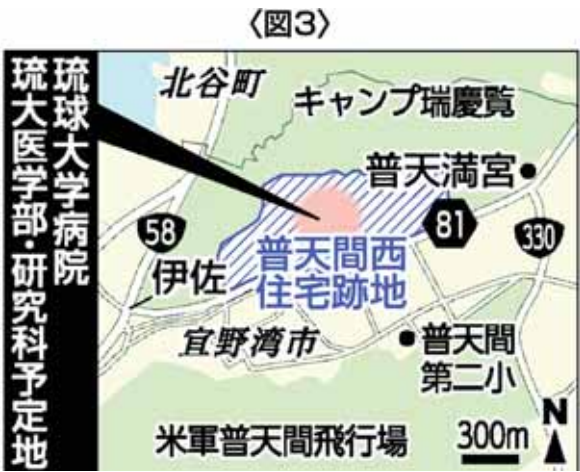 〈図3〉
琉球大学病院
琉大医学部・研究科予定地
北谷町
キャンプ瑞慶覧
普天満宮
58
81
330
伊佐
普天間西
住宅跡地
宜野湾市
普天間
第二小
米軍普天間飛行場
300m
N